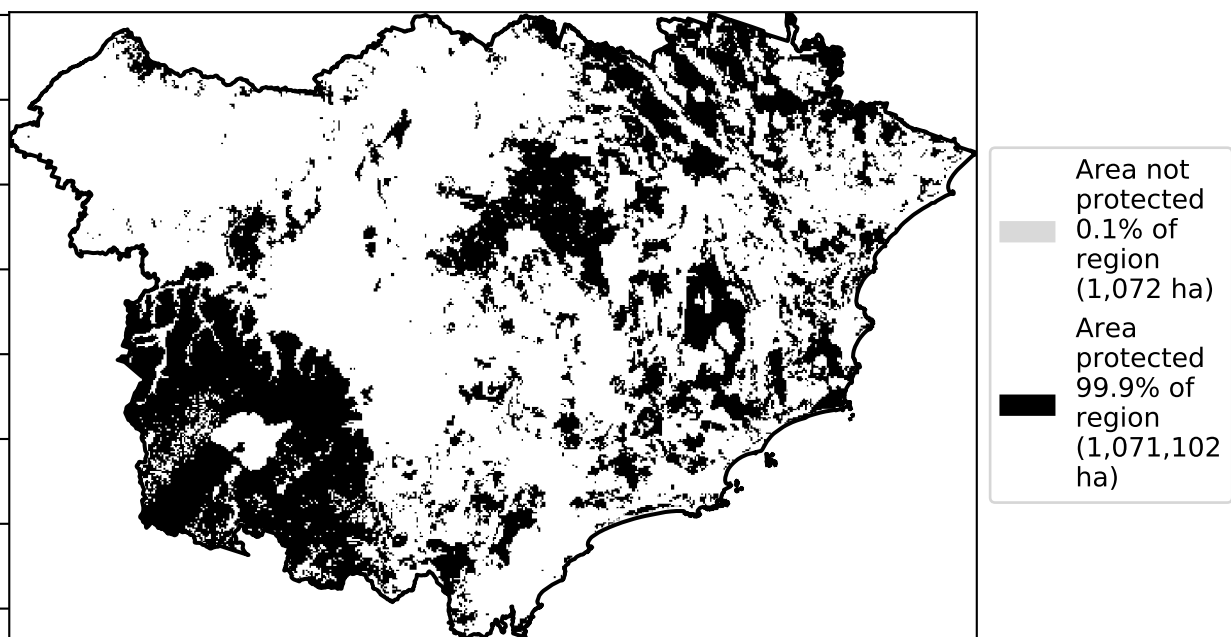 Area not
protected
0.1% of
region
(1,072 ha)
Area
protected
99.9% of
region
(1,071,102
ha)